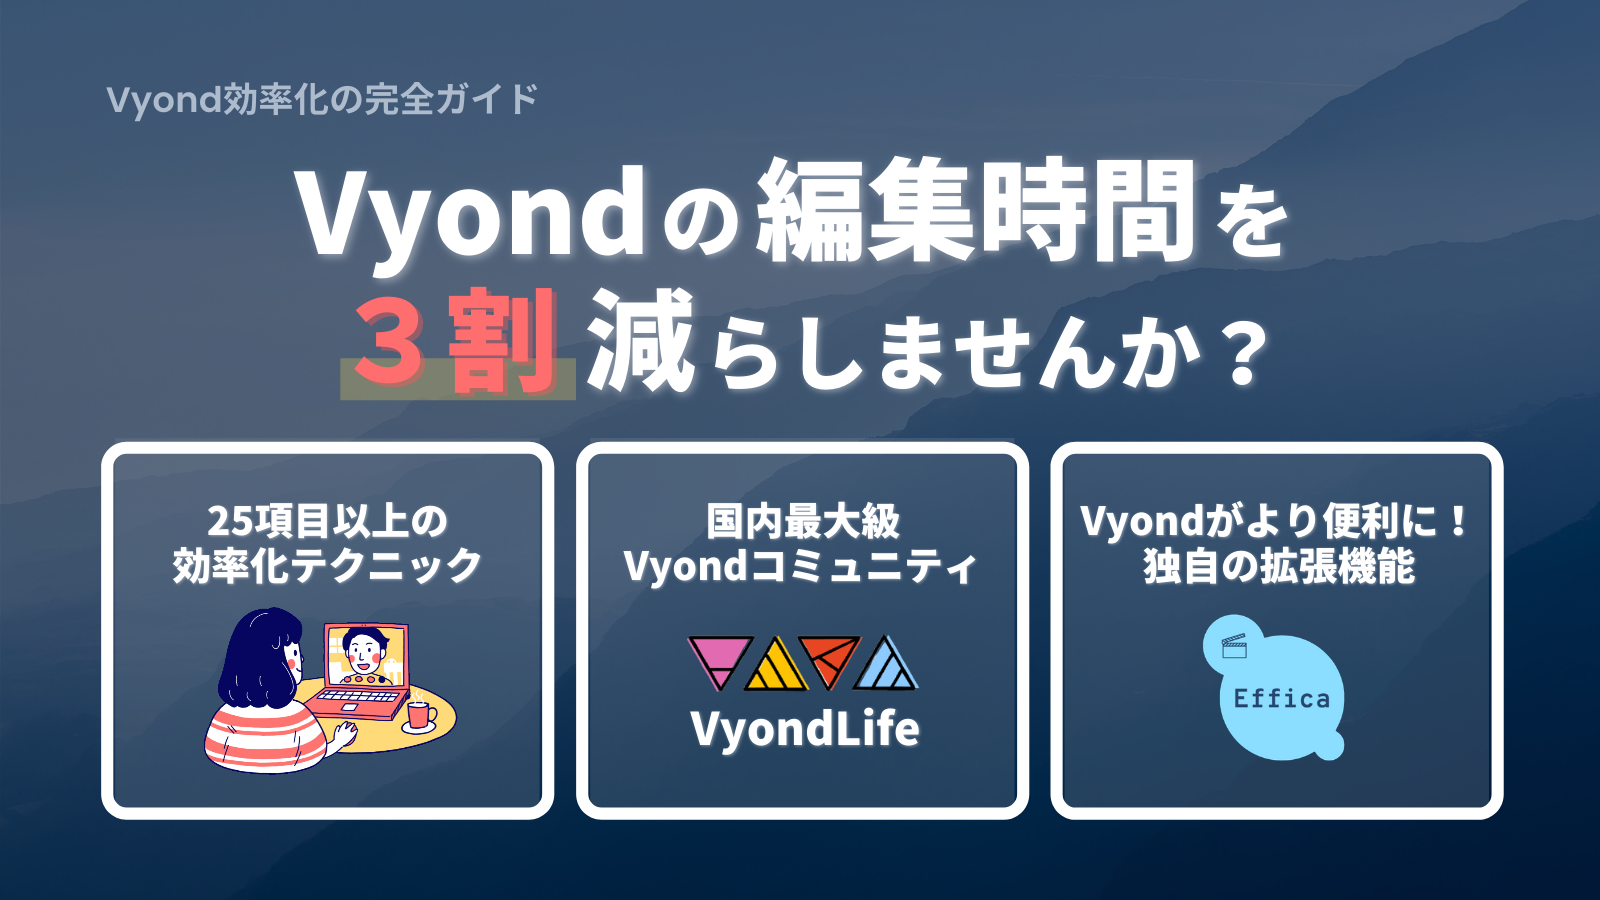 Vyond効率化の完全ガイド
Vyondの編集時間を
３割減らしませんか？
25項目以上の
効率化テクニック
国内最大級
Vyondコミュニティ
VyondLife
Vyondがより便利に！
独自の拡張機能
Effica